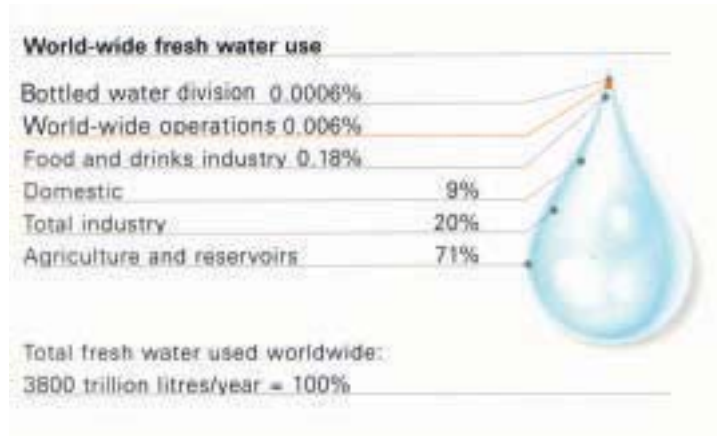 World-wide fresh water use
Bottled water division 0.0006%
World-wide operations 0.006%
Food and drinks industry 0.18%
Domestic 9%
Total industry 20%
Agriculture and reservoirs 71%
Total fresh water used worldwide:
3800 trillion litres/year = 100%